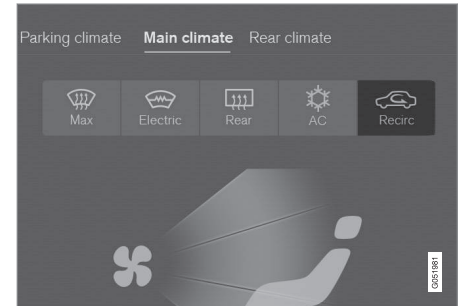 Parking climate Main climate Rear climate
Max Electric Rear AC Recirc
G051981